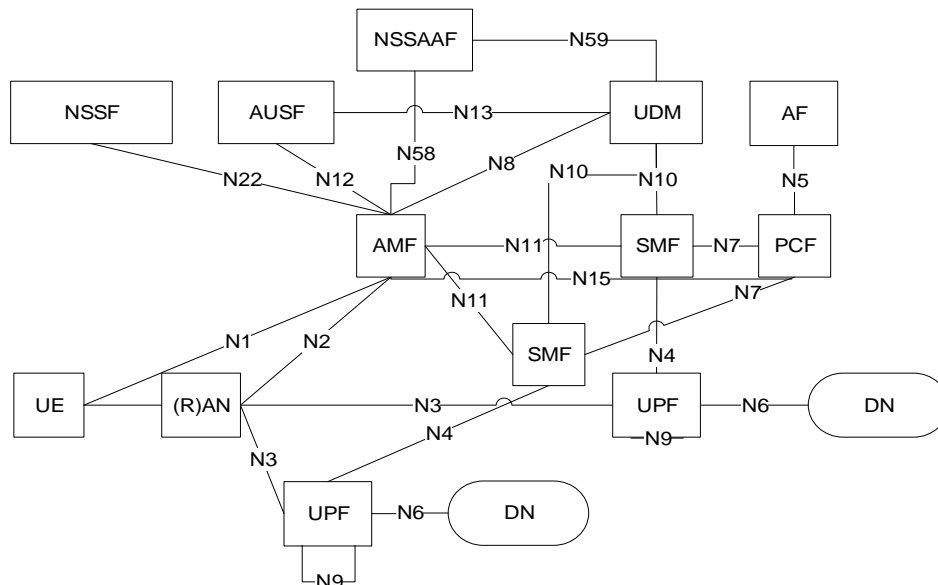 NSSAAF
N59
NSSF
AUSF
N13
UDM
AF
N58
N8
N22
N12
N10
N10
N5
AMF
N11
SMF
N7
PCF
N15
N11
N7
N1
N2
SMF
N4
UE
(R)AN
N3
UPF
N6
DN
N4
N9
N3
UPF
N6
DN
N9